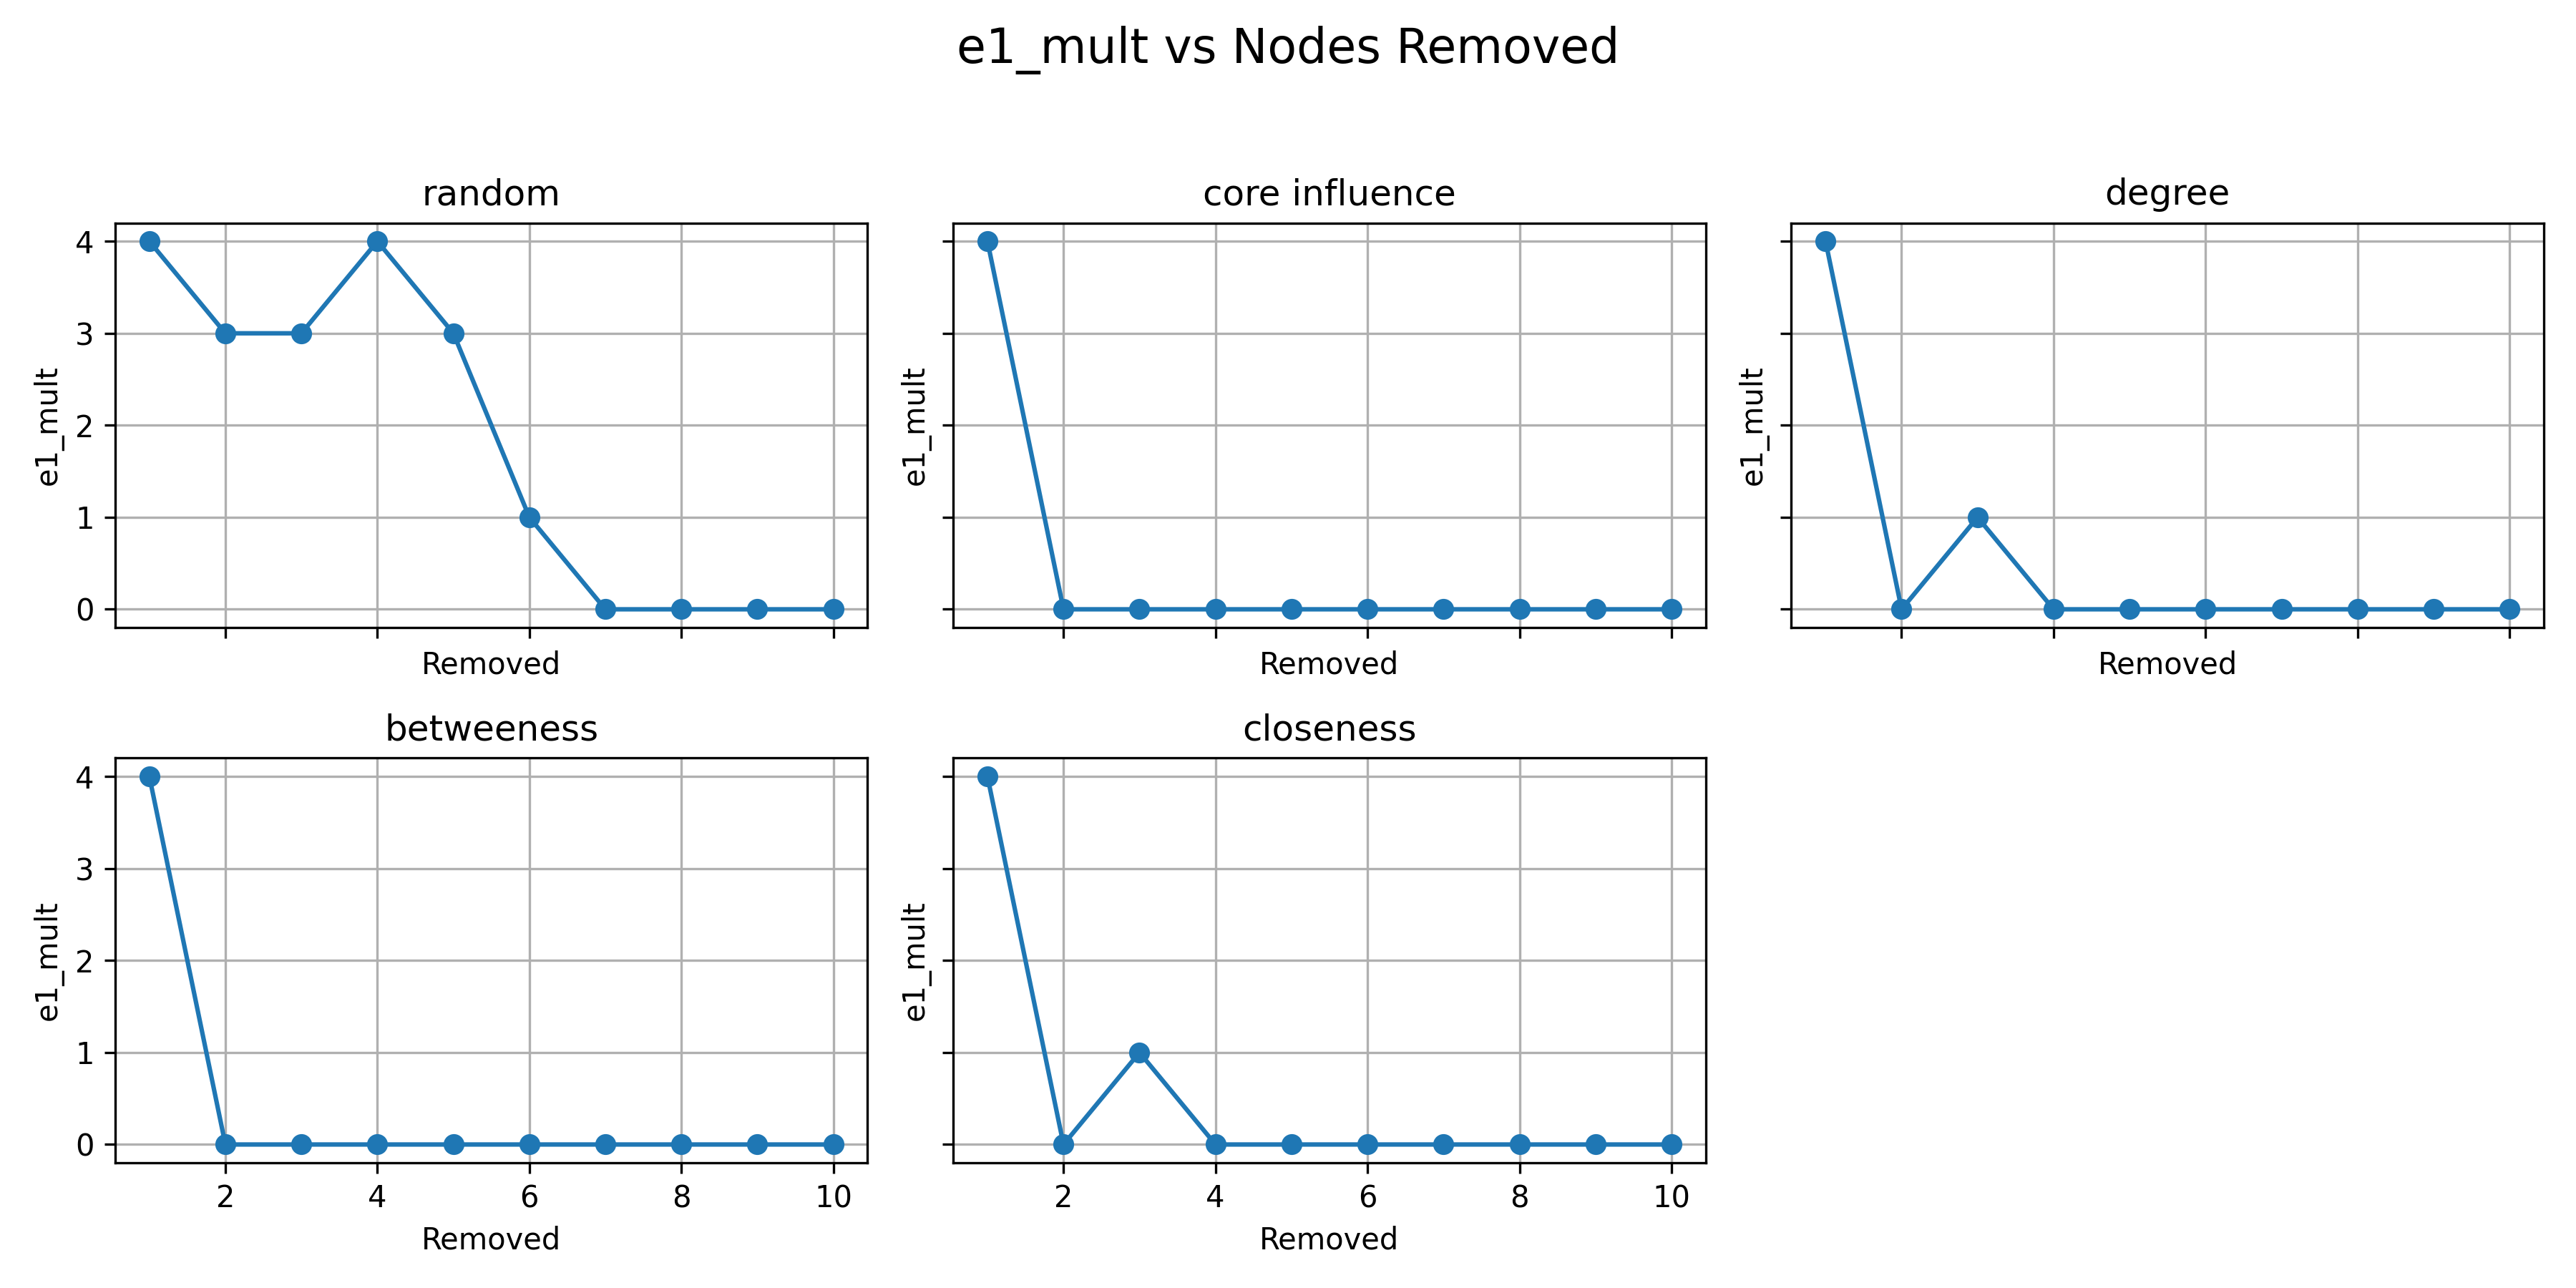 e1_mult vs Nodes Removed
random
4
3
2
1
0
e1_mult
Removed
core influence
e1_mult
Removed
degree
e1_mult
Removed
betweeness
4
3
2
1
0
e1_mult
2 4 6 8 10
Removed
closeness
e1_mult
2 4 6 8 10
Removed